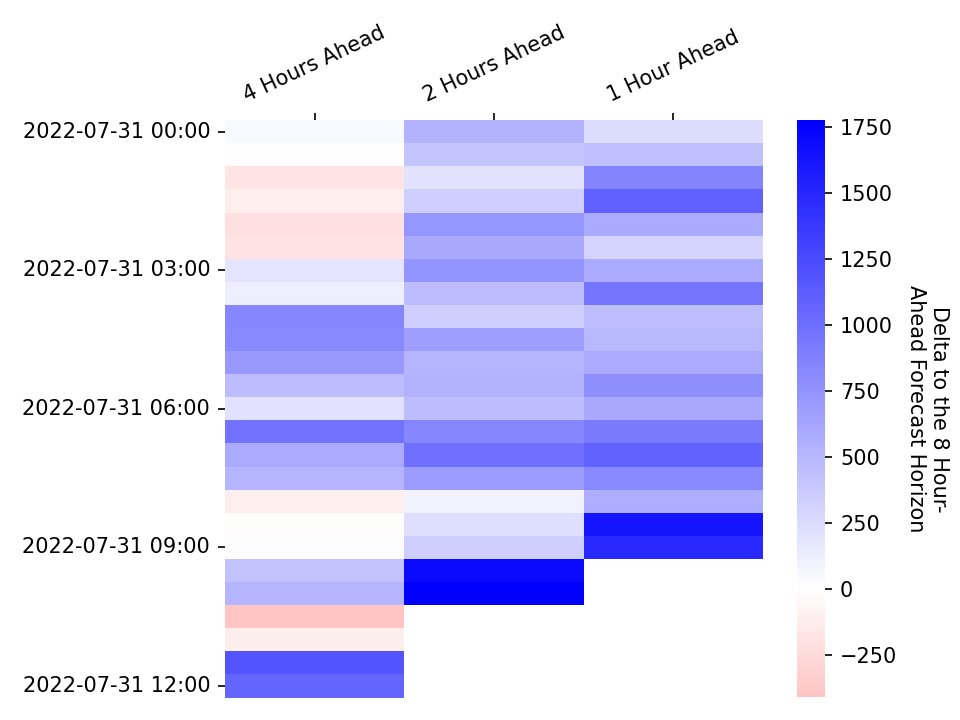 4 Hours Ahead
2 Hours Ahead
1 Hour Ahead
2022-07-31 00:00
2022-07-31 03:00
2022-07-31 06:00
2022-07-31 09:00
2022-07-31 12:00
1750
1500
1250
1000
750
500
250
0
−250
Delta to the 8 Hour-
Ahead Forecast Horizon